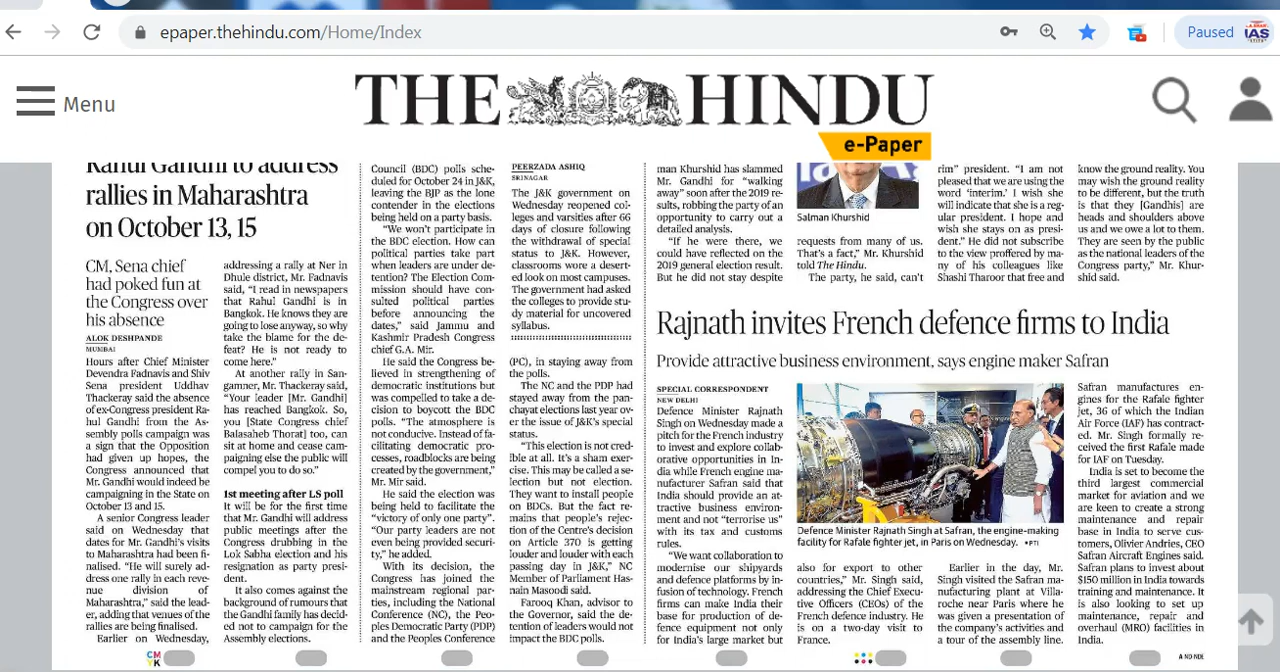 epaper.thehindu.com/Home/Index
Paused
IAS
Menu
THE HINDU
e-Paper
Rahul Gandhi to address
rallies in Maharashtra
on October 13, 15
CM, Sena chief
had poked fun at
the Congress over
his absence
ALOK DESHPANDE
MUMBAI
Hours after Chief Minister
Devendra Fadnavis and Shiv
Sena president Uddhav
Thackeray said the absence
of ex-Congress president Ra-
hul Gandhi from the As-
sembly polls campaign was
a sign that the Opposition
had given up hopes, the
Congress announced that
Mr. Gandhi would indeed be
campaigning in the State on
October 13 and 15.
A senior Congress leader
said on Wednesday that
dates for Mr. Gandhi's visits
to Maharashtra had been fi-
nalised. "He will surely ad-
dress one rally in each reve-
nue division of
Maharashtra," said the lead-
er, adding that venues of the
rallies are being finalised.
Earlier on Wednesday,
addressing a rally at Ner in
Dhule district, Mr. Fadnavis
said, "I read in newspapers
that Rahul Gandhi is in
Bangkok. He knows they are
going to lose anyway, so why
take the blame for the de-
feat? He is not ready to
come here."
At another rally in San-
gamner, Mr. Thackeray said,
"Your leader [Mr. Gandhi]
has reached Bangkok. So,
you [State Congress chief
Balasaheb Thorat] too, can
sit at home and cease cam-
paigning else the public will
compel you to do so."
1st meeting after LS poll
It will be for the first time
that Mr. Gandhi will address
public meetings after the
Congress drubbing in the
Lok Sabha election and his
resignation as party presi-
dent.
It also comes against the
background of rumours that
the Gandhi family has decid-
ed not to campaign for the
Assembly elections.
Council (BDC) polls sche-
duled for October 24 in J&K,
leaving the BJP as the lone
contender in the elections
being held on a party basis.
"We won't participate in
the BDC election. How can
political parties take part
when leaders are under de-
tention? The Election Com-
mission should have con-
sulted political parties
before announcing the
dates," said Jammu and
Kashmir Pradesh Congress
chief G.A. Mir.
He said the Congress be-
lieved in strengthening of
democratic institutions but
was compelled to take a de-
cision to boycott the BDC
polls. "The atmosphere is
not conducive. Instead of fa-
cilitating democratic pro-
cesses, roadblocks are being
created by the government,"
Mr. Mir said.
He said the election was
being held to facilitate the
"victory of only one party".
"Our party leaders are not
even being provided securi-
ty," he added.
With its decision, the
Congress has joined the
mainstream regional par-
ties, including the National
Conference (NC), the Peo-
ples Democratic Party (PDP)
and the Peoples Conference
PEERZADA ASHIQ
SRINAGAR
The J&K government on
Wednesday reopened col-
leges and varsities after 66
days of closure following
the withdrawal of special
status to J&K. However,
classrooms wore a desert-
ed look on most campuses.
The government had asked
the colleges to provide stu-
dy material for uncovered
syllabus.
(PC), in staying away from
the polls.
The NC and the PDP had
stayed away from the pan-
chayat elections last year ov-
er the issue of J&K's special
status.
"This election is not cred-
ible at all. It's a sham exer-
cise. This may be called a se-
lection but not election.
They want to install people
on BDCs. But the fact re-
mains that people's rejection
of the Centre's decision
on Article 370 is getting
louder and louder with each
passing day in J&K," NC
Member of Parliament Has-
nain Masoodi said.
Farooq Khan, advisor to
the Governor, said the de-
tention of leaders would not
impact the BDC polls.
man Khurshid has slammed
Mr. Gandhi for "walking
away" soon after the 2019 re-
sults, robbing the party of an
opportunity to carry out a
detailed analysis.
"If he were there, we
could have reflected on the
2019 general election result.
But he did not stay despite
Salman Khurshid
requests from many of us.
That's a fact," Mr. Khurshid
told The Hindu.
The party, he said, can't
rim" president. "I am not
pleased that we are using the
word 'interim.' I wish she
will indicate that she is a reg-
ular president. I hope and
wish she stays on as presi-
dent." He did not subscribe
to the view proffered by ma-
ny of his colleagues like
Shashi Tharoor that free and
know the ground reality. You
may wish the ground reality
to be different, but the truth
is that they [Gandhis] are
heads and shoulders above
us and we owe a lot to them.
They are seen by the public
as the national leaders of the
Congress party," Mr. Khur-
shid said.
Rajnath invites French defence firms to India
Provide attractive business environment, says engine maker Safran
SPECIAL CORRESPONDENT
NEW DELHI
Defence Minister Rajnath
Singh on Wednesday made a
pitch for the French industry
to invest and explore collab-
orative opportunities in In-
dia while French engine ma-
nufacturer Safran said that
India should provide an at-
tractive business environ-
ment and not "terrorise us"
with its tax and customs
rules.
"We want collaboration to
modernise our shipyards
and defence platforms by in-
fusion of technology. French
firms can make India their
base for production of de-
fence equipment not only
for India's large market but
Defence Minister Rajnath Singh at Safran, the engine-making
facility for Rafale fighter jet, in Paris on Wednesday. •PTI
also for export to other
countries," Mr. Singh said,
addressing the Chief Execu-
tive Officers (CEOs) of the
French defence industry. He
is on a two-day visit to
France.
Earlier in the day, Mr.
Singh visited the Safran ma-
nufacturing plant at Villa-
roche near Paris where he
was given a presentation of
the company's activities and
a tour of the assembly line.
Safran manufactures en-
gines for the Rafale fighter
jet, 36 of which the Indian
Air Force (IAF) has contract-
ed. Mr. Singh formally re-
ceived the first Rafale made
for IAF on Tuesday.
India is set to become the
third largest commercial
market for aviation and we
are keen to create a strong
maintenance and repair
base in India to serve cus-
tomers, Olivier Andries, CEO
Safran Aircraft Engines said.
Safran plans to invest about
$150 million in India towards
training and maintenance. It
is also looking to set up
maintenance, repair and
overhaul (MRO) facilities in
India.
CM
YK
A ND NDE